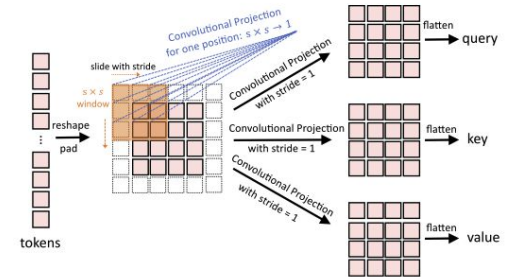 Convolutional Projection
for one position: s × s → 1
slide with stride
s × s
window
tokens
⋮
reshape
pad
Convolutional Projection
with stride = 1
Convolutional Projection
with stride = 1
Convolutional Projection
with stride = 1
flatten
query
flatten
key
flatten
value